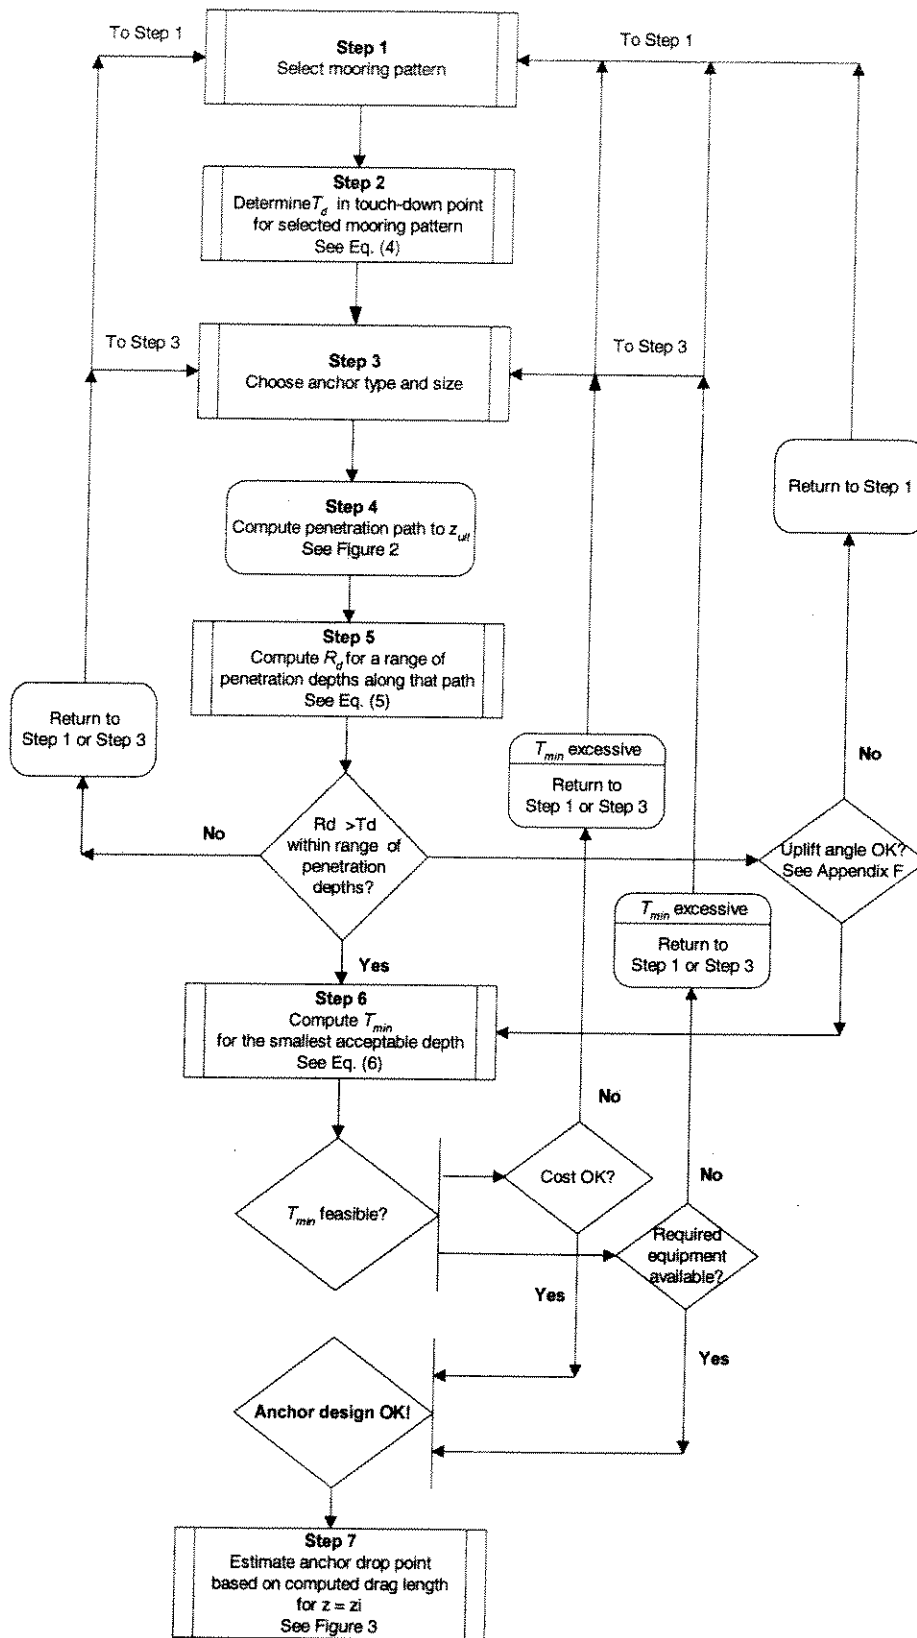 To Step 1
Step 1
Select mooring pattern
To Step 1
Step 2
Determine T_d in touch-down point
for selected mooring pattern
See Eq. (4)
To Step 3
Step 3
Choose anchor type and size
To Step 3
Return to Step 1
Step 4
Compute penetration path to z_ult
See Figure 2
Step 5
Compute R_d for a range of
penetration depths along that path
See Eq. (5)
Return to
Step 1 or Step 3
T_min excessive
Return to
Step 1 or Step 3
No
No
Rd >Td
within range of
penetration
depths?
Uplift angle OK?
See Appendix F
T_min excessive
Return to
Step 1 or Step 3
Yes
Step 6
Compute T_min
for the smallest acceptable depth
See Eq. (6)
No
Cost OK?
No
T_min feasible?
Required
equipment
available?
Yes
Yes
Anchor design OK!
Step 7
Estimate anchor drop point
based on computed drag length
for z = zi
See Figure 3